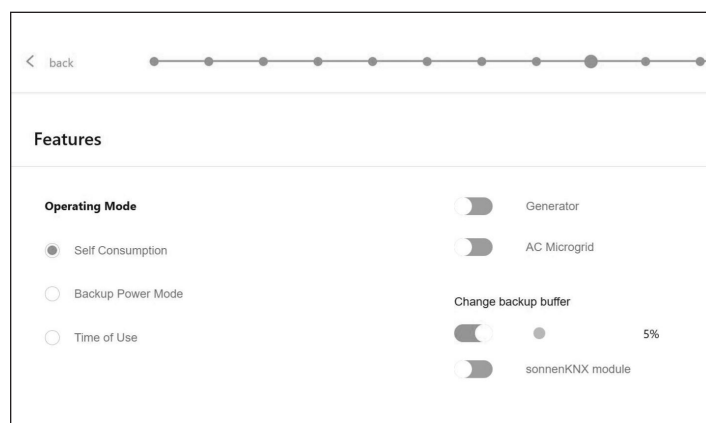 back
Features
Operating Mode
Self Consumption
Backup Power Mode
Time of Use
Generator
AC Microgrid
Change backup buffer
5%
sonnenKNX module